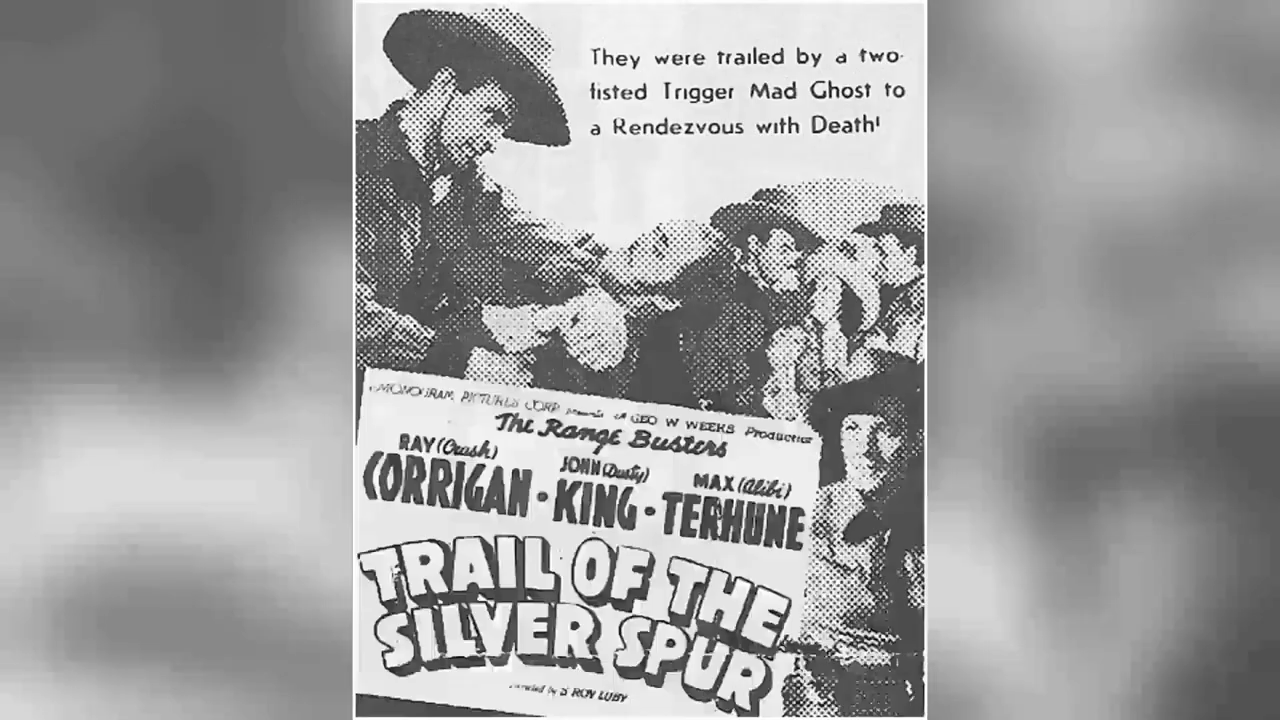 They were trailed by a two-
fisted Trigger Mad Ghost to
a Rendezvous with Death!
MONOGRAM PICTURES CORP. Presents A GEO W WEEKS Production
The Range Busters
RAY (Crash) JOHN (Dusty) MAX (Alibi)
CORRIGAN • KING • TERHUNE
TRAIL OF THE
SILVER SPUR
Directed by S ROY LUBY